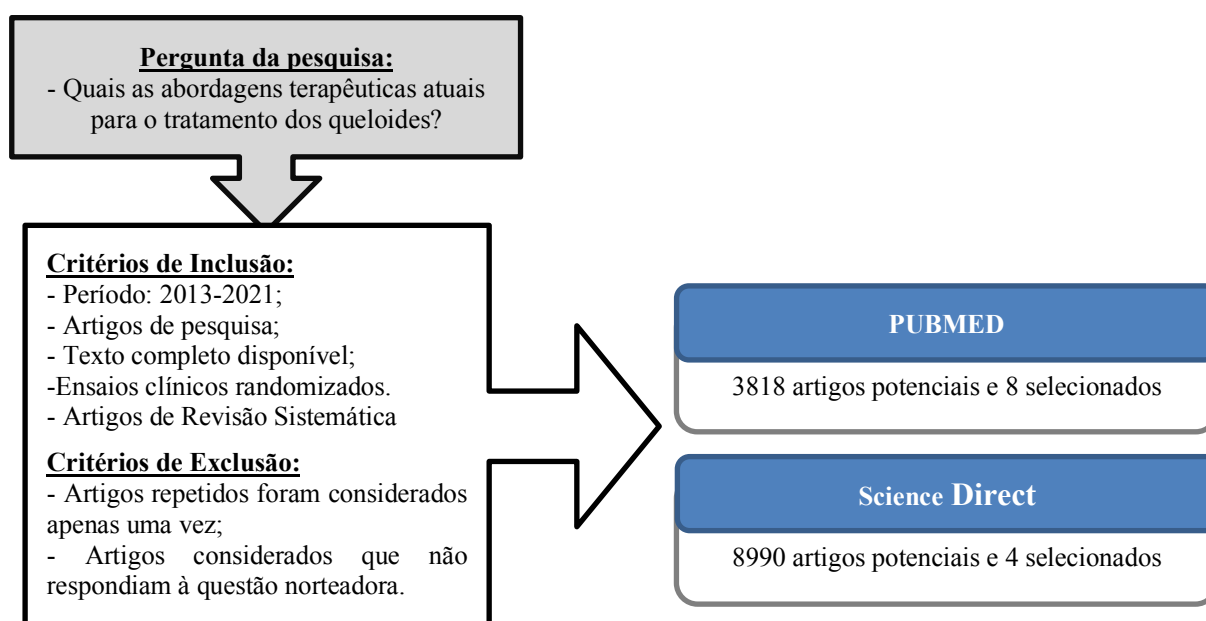 Pergunta da pesquisa:
- Quais as abordagens terapêuticas atuais
para o tratamento dos queloides?
Critérios de Inclusão:
- Período: 2013-2021;
- Artigos de pesquisa;
- Texto completo disponível;
-Ensaios clínicos randomizados.
- Artigos de Revisão Sistemática
Critérios de Exclusão:
- Artigos repetidos foram considerados
apenas uma vez;
- Artigos considerados que não
respondiam à questão norteadora.
PUBMED
3818 artigos potenciais e 8 selecionados
Science Direct
8990 artigos potenciais e 4 selecionados